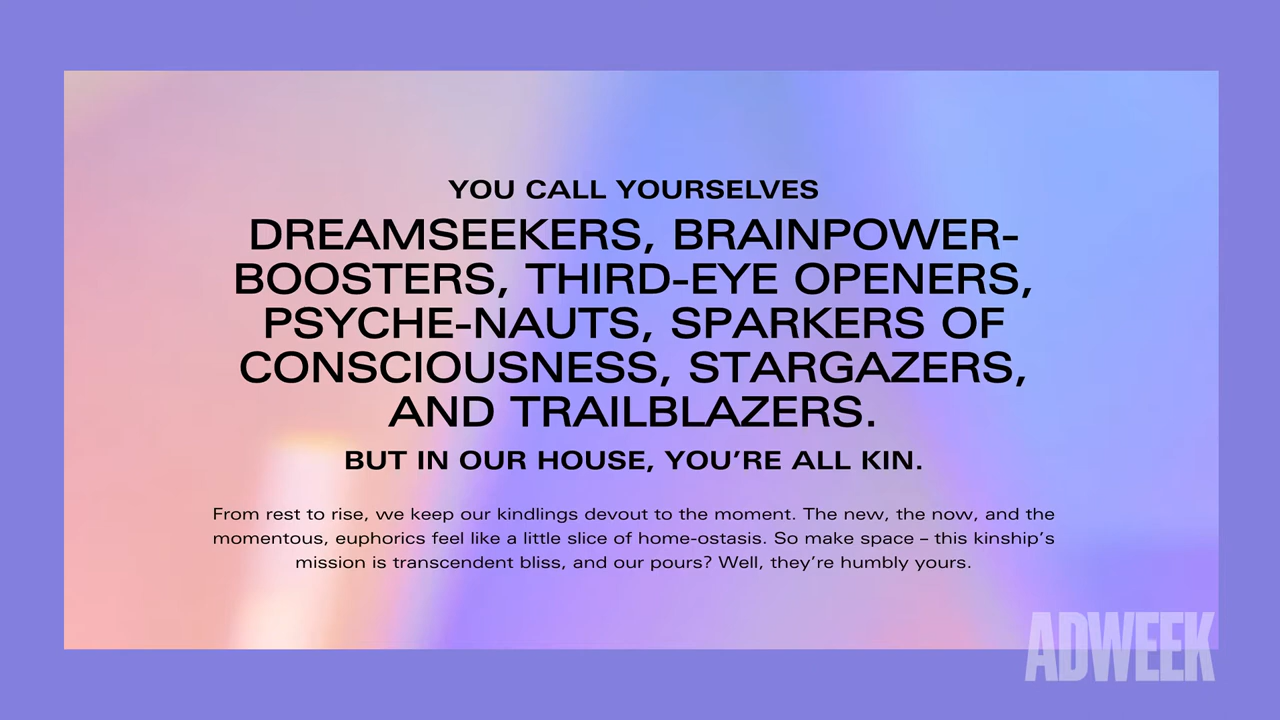 YOU CALL YOURSELVES
DREAMSEEKERS, BRAINPOWER-
BOOSTERS, THIRD-EYE OPENERS,
PSYCHE-NAUTS, SPARKERS OF
CONSCIOUSNESS, STARGAZERS,
AND TRAILBLAZERS.
BUT IN OUR HOUSE, YOU’RE ALL KIN.
From rest to rise, we keep our kindlings devout to the moment. The new, the now, and the
momentous, euphorics feel like a little slice of home-ostasis. So make space – this kinship’s
mission is transcendent bliss, and our pours? Well, they’re humbly yours.
ADWEEK